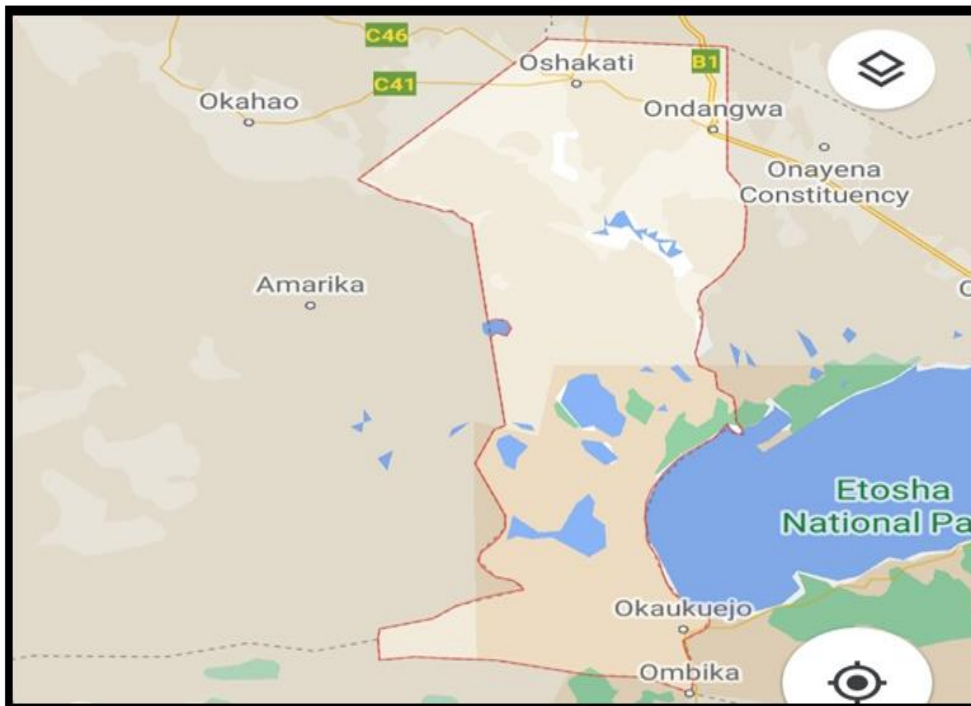 C46
Oshakati
B1
C41
Okahao
Ondangwa
Onayena
Constituency
Amarika
C
Etosha
National Pa
Okaukuejo
Ombika